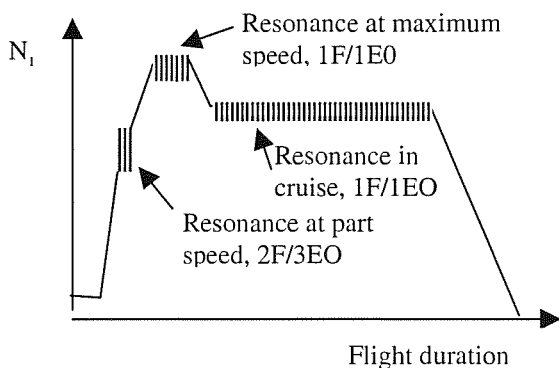 Resonance at maximum
speed, 1F/1E0
N₁
Resonance in
cruise, 1F/1EO
Resonance at part
speed, 2F/3EO
Flight duration